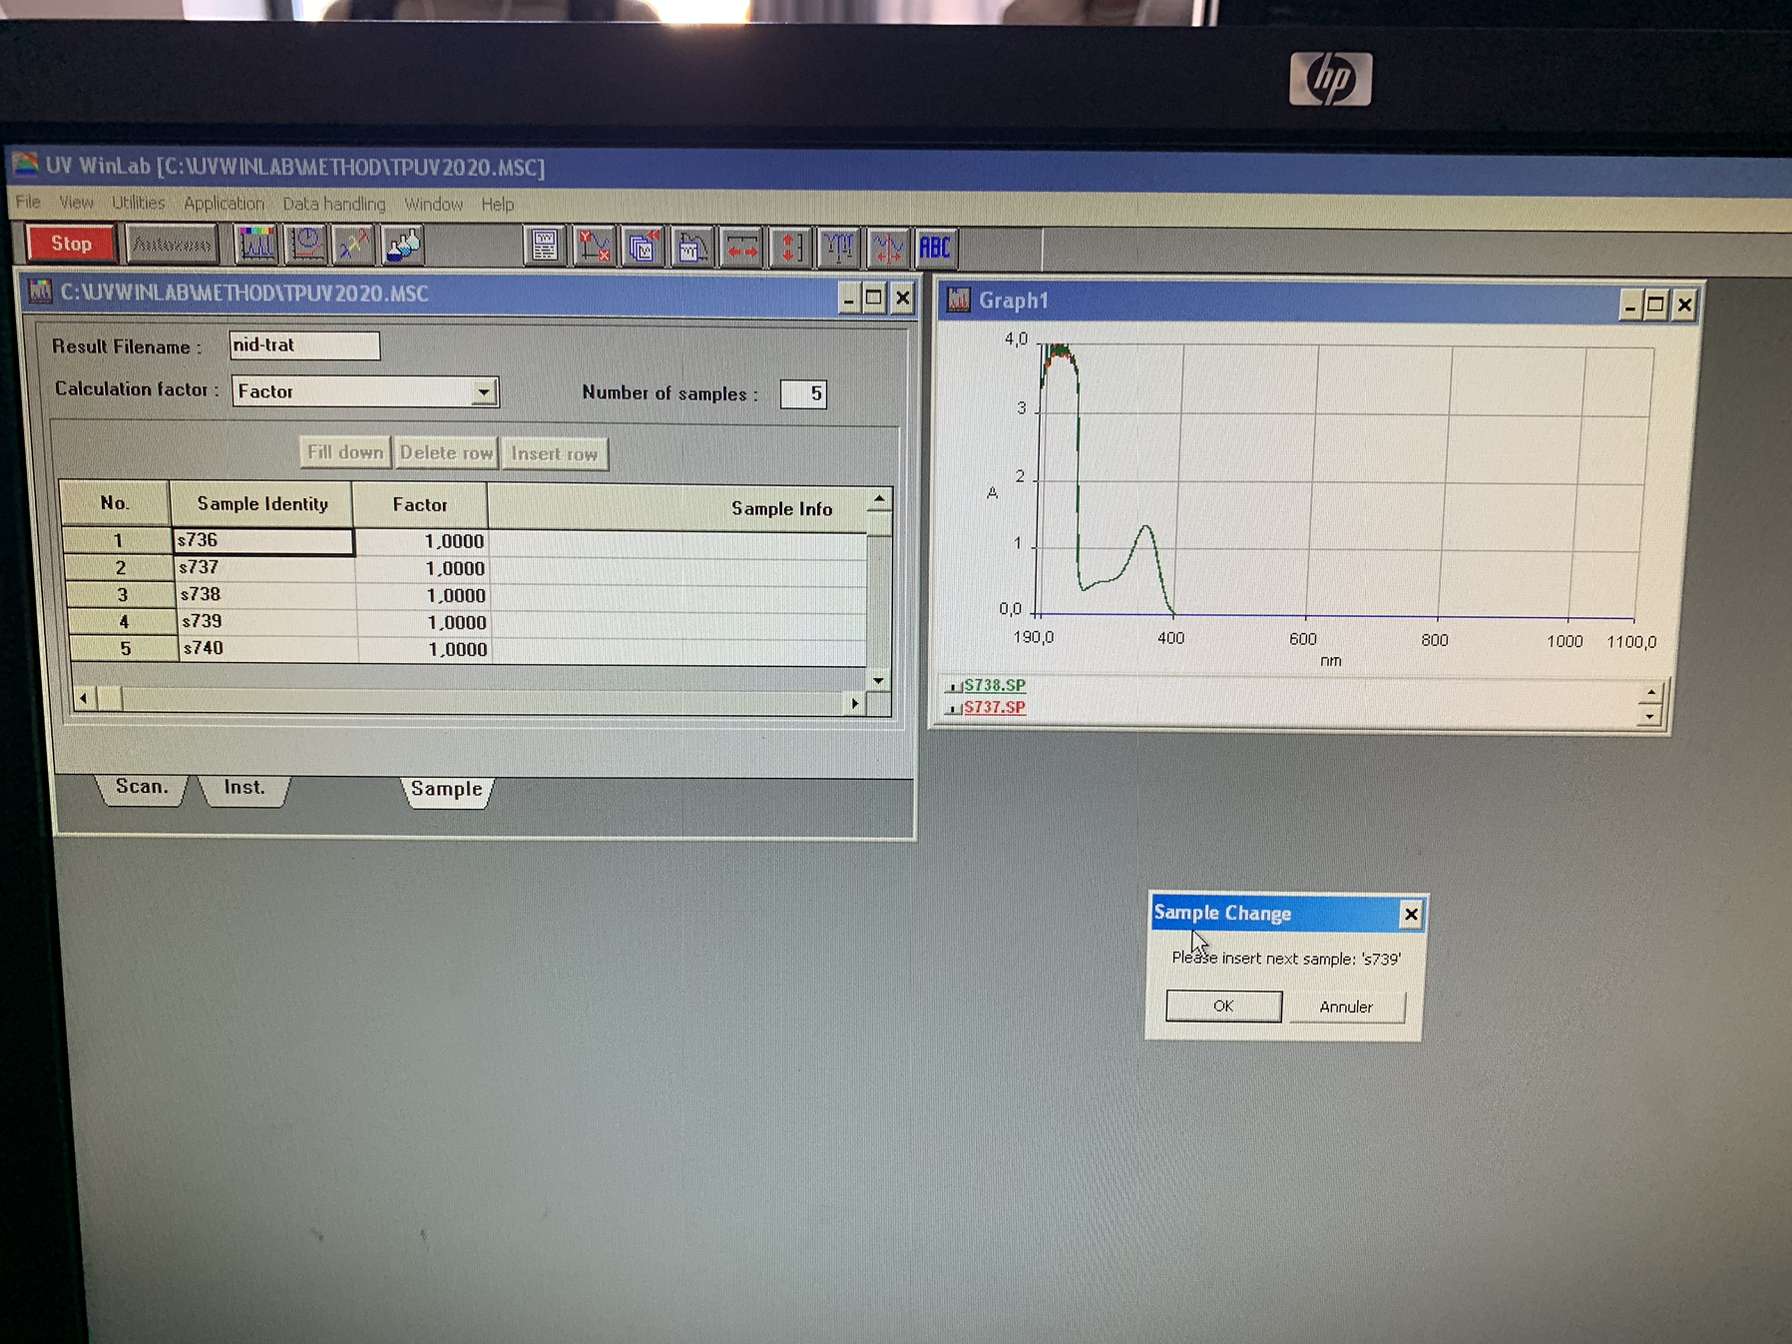 hp
UV WinLab [C:\UVWINLAB\METHOD\TPUV2020.MSC]
File View Utilities Application Data handling Window Help
Stop Autozero ABC
C:\UVWINLAB\METHOD\TPUV2020.MSC
Result Filename : nid-trat
Calculation factor : Factor Number of samples : 5
Fill down Delete row Insert row
No. Sample Identity Factor Sample Info
1 s736 1,0000
2 s737 1,0000
3 s738 1,0000
4 s739 1,0000
5 s740 1,0000
Scan. Inst. Sample
Graph1
4,0
3
2
A
1
0,0
190,0 400 600 800 1000 1100,0
nm
S738.SP
S737.SP
Sample Change
Please insert next sample: 's739'
OK Annuler